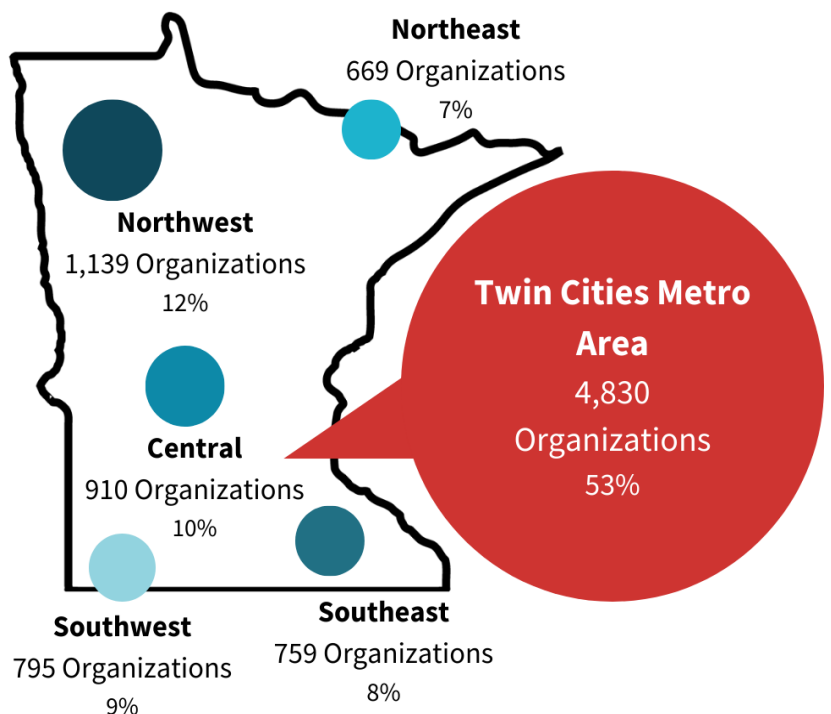 Northeast
669 Organizations
7%
Northwest
1,139 Organizations
12%
Twin Cities Metro
Area
4,830
Organizations
53%
Central
910 Organizations
10%
Southwest
795 Organizations
9%
Southeast
759 Organizations
8%